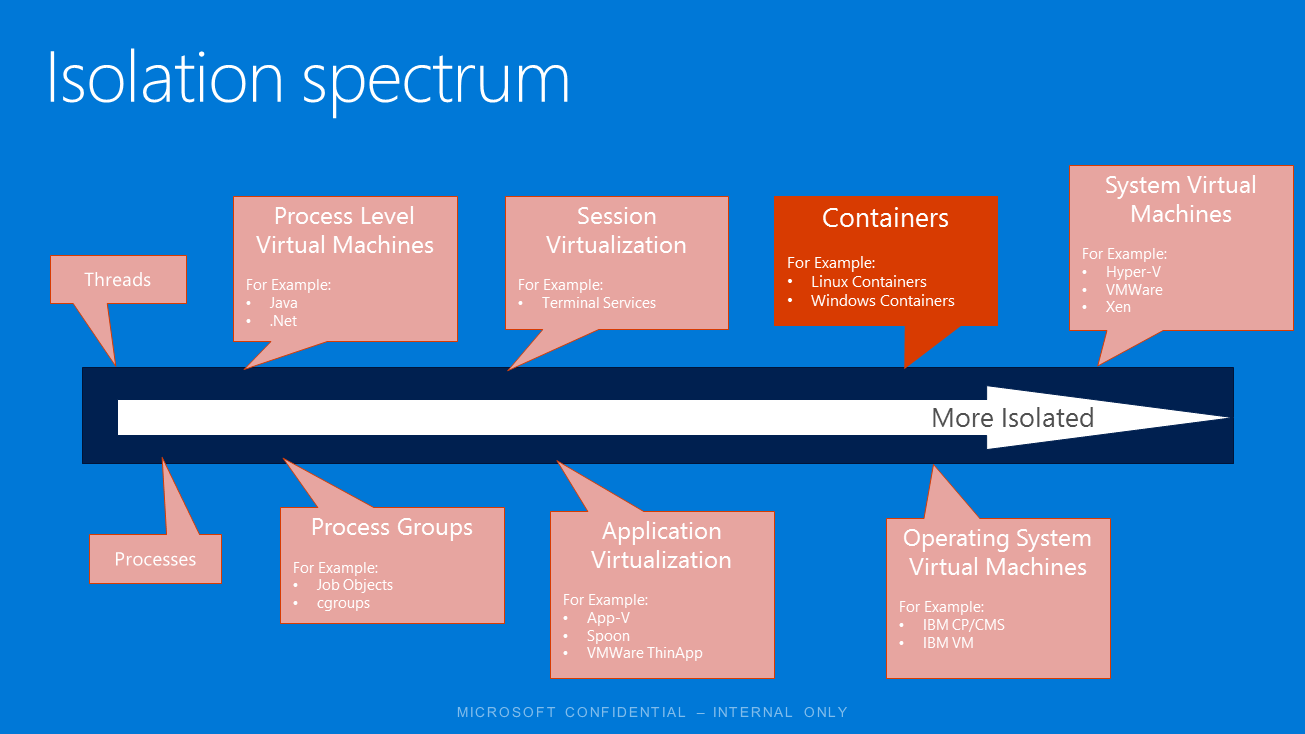 Isolation spectrum
Threads
Process Level
Virtual Machines
For Example:
• Java
• .Net
Session
Virtualization
For Example:
• Terminal Services
Containers
For Example:
• Linux Containers
• Windows Containers
System Virtual
Machines
For Example:
• Hyper-V
• VMWare
• Xen
More Isolated
Processes
Process Groups
For Example:
• Job Objects
• cgroups
Application
Virtualization
For Example:
• App-V
• Spoon
• VMWare ThinApp
Operating System
Virtual Machines
For Example:
• IBM CP/CMS
• IBM VM
MICROSOFT CONFIDENTIAL – INTERNAL ONLY